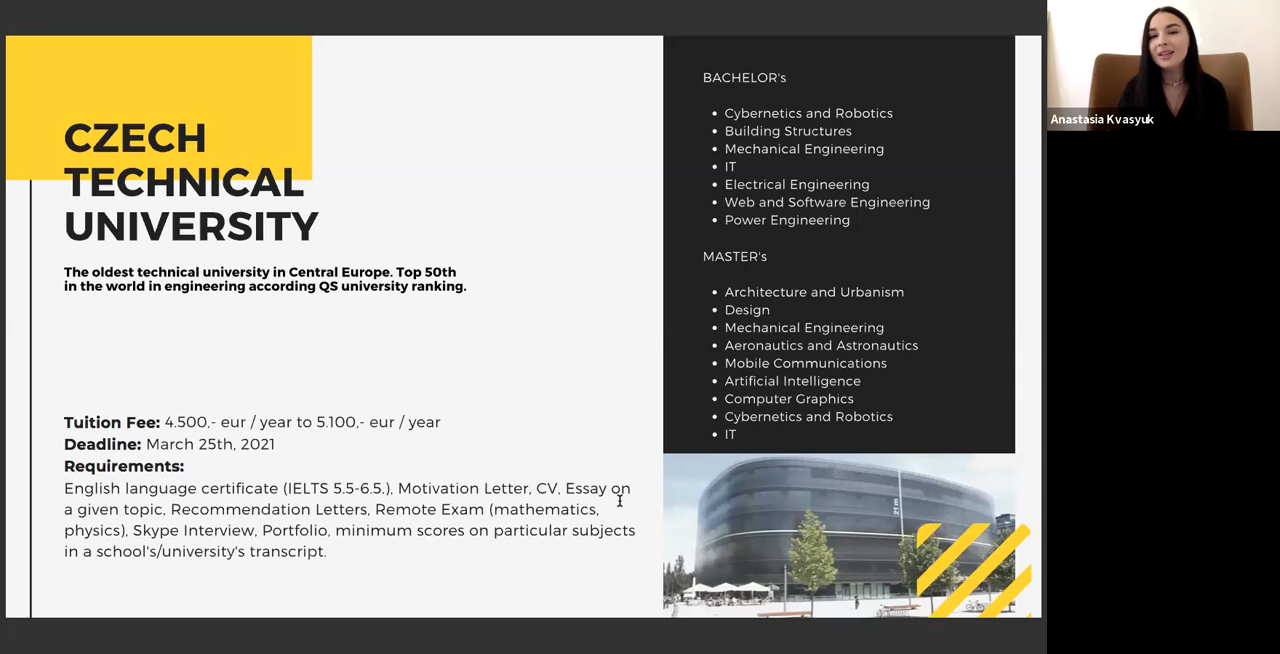 CZECH
TECHNICAL
UNIVERSITY
The oldest technical university in Central Europe. Top 50th
in the world in engineering according QS university ranking.
Tuition Fee: 4.500,- eur / year to 5.100,- eur / year
Deadline: March 25th, 2021
Requirements:
English language certificate (IELTS 5.5-6.5.), Motivation Letter, CV, Essay on
a given topic, Recommendation Letters, Remote Exam (mathematics,
physics), Skype Interview, Portfolio, minimum scores on particular subjects
in a school's/university's transcript.
BACHELOR's
Cybernetics and Robotics
Building Structures
Mechanical Engineering
IT
Electrical Engineering
Web and Software Engineering
Power Engineering
MASTER's
Architecture and Urbanism
Design
Mechanical Engineering
Aeronautics and Astronautics
Mobile Communications
Artificial Intelligence
Computer Graphics
Cybernetics and Robotics
IT
Anastasia Kvasyuk